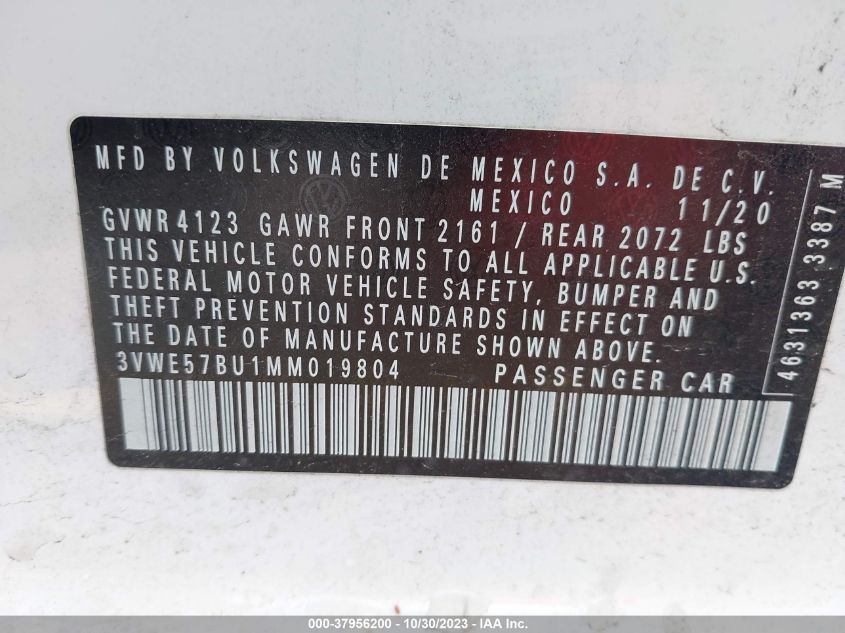 MFD BY VOLKSWAGEN DE MEXICO S.A. DE C.V.
MEXICO 11/20
GVWR 4123 GAWR FRONT 2161 / REAR 2072 LBS
THIS VEHICLE CONFORMS TO ALL APPLICABLE U.S.
FEDERAL MOTOR VEHICLE SAFETY, BUMPER AND
THEFT PREVENTION STANDARDS IN EFFECT ON
THE DATE OF MANUFACTURE SHOWN ABOVE.
3VWE57BU1MM019804 PASSENGER CAR
4631363 3387 M
000-37956200 - 10/30/2023 - IAA Inc.